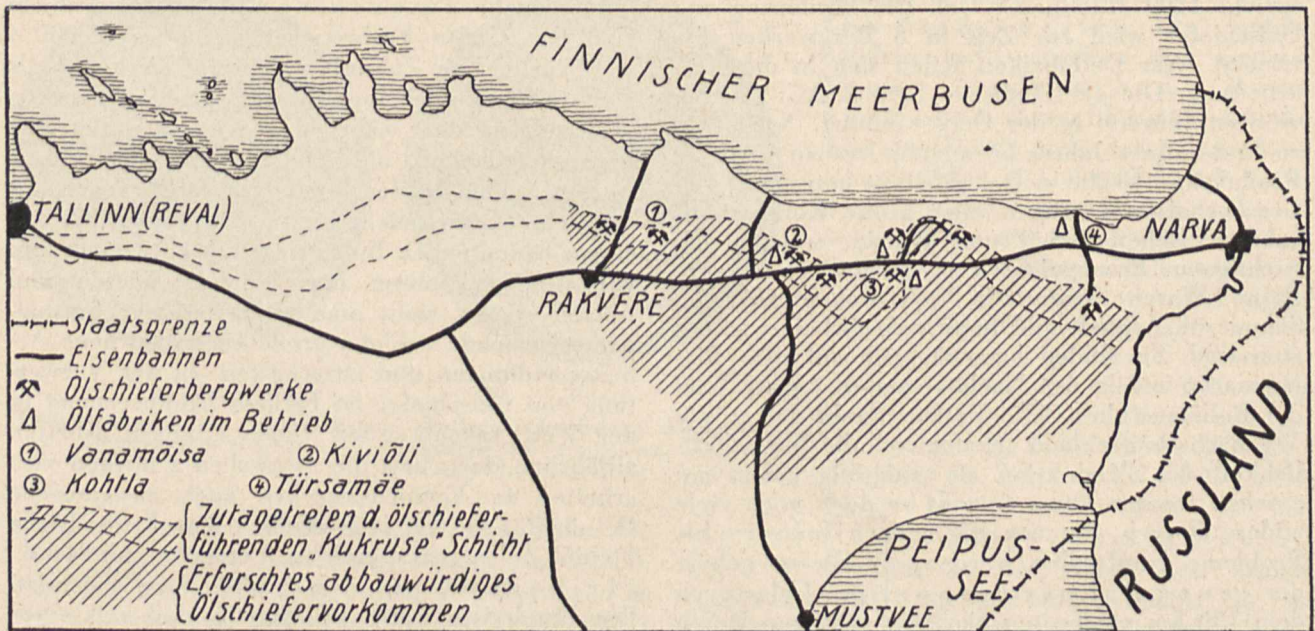 FINNISCHER MEERBUSEN
TALLINN (REVAL)
① 
②
④
NARVA
RAKVERE
③
Staatsgrenze
Eisenbahnen
Ölschieferbergwerke
Ölfabriken im Betrieb
① Vanamõisa ② Kiviõli
③ Kohtla ④ Türsamäe
Zutagetreten d. ölschiefer-
führenden „Kukruse" Schicht
Erforschtes abbauwürdiges
Ölschiefervorkommen
PEIPUS-
SEE
RUSSLAND
MUSTVEE